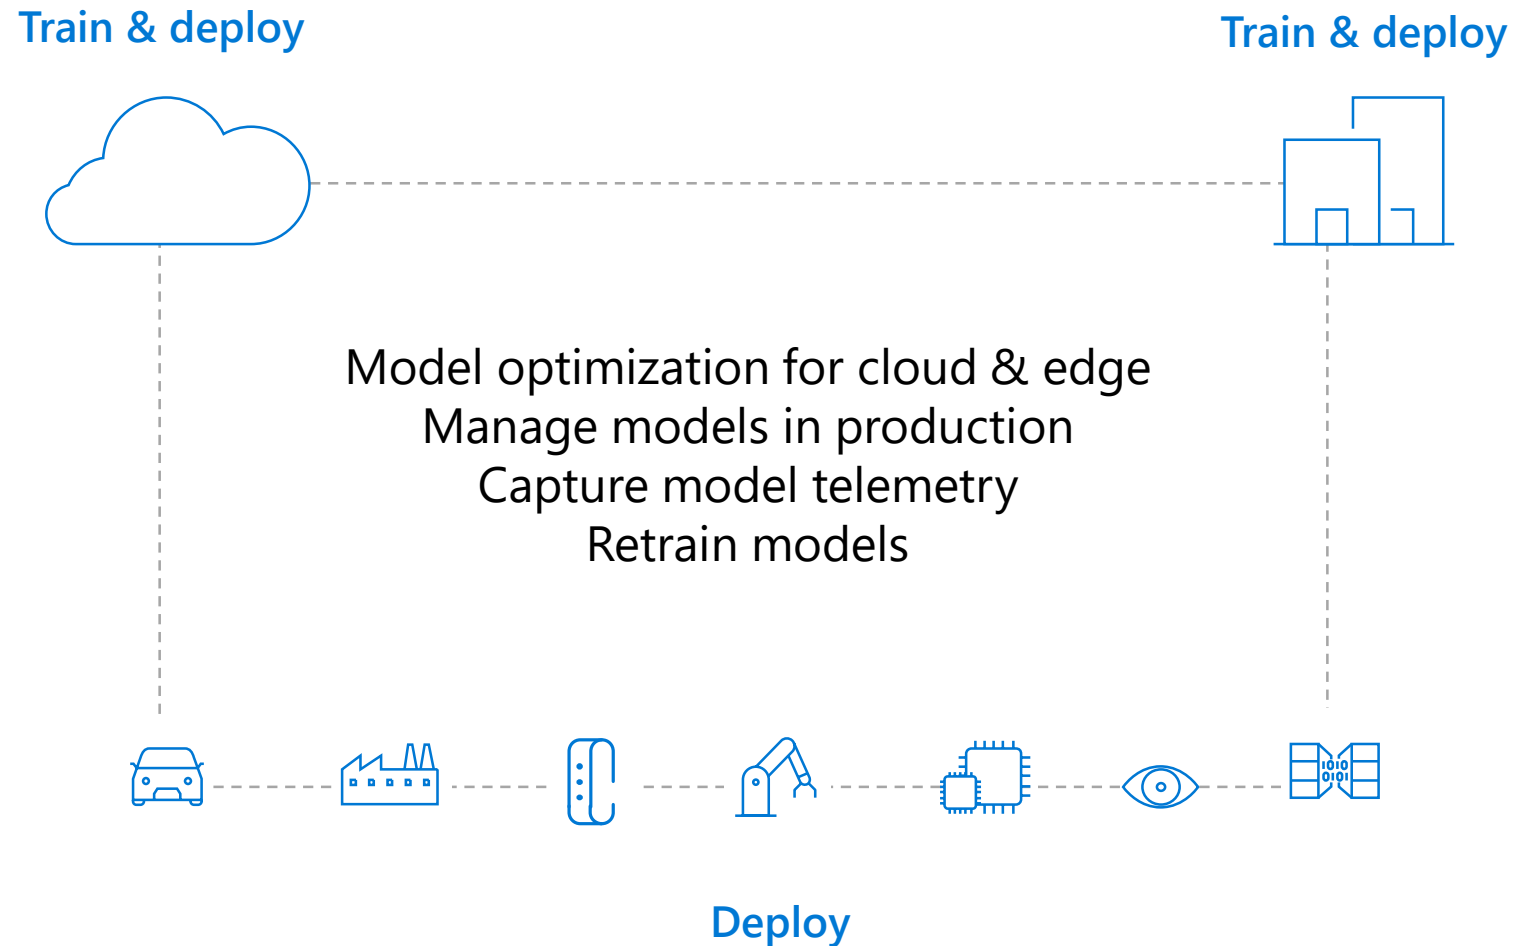 Train & deploy
Train & deploy
Model optimization for cloud & edge
Manage models in production
Capture model telemetry
Retrain models
Deploy